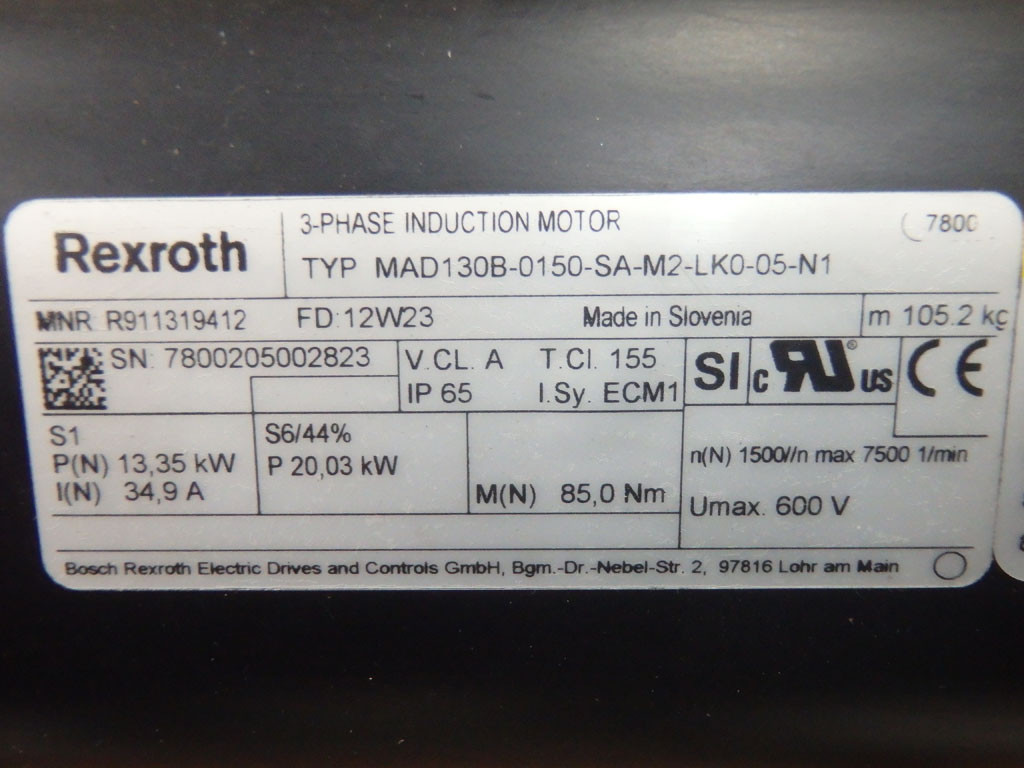 Rexroth
3-PHASE INDUCTION MOTOR
7800
TYP MAD130B-0150-SA-M2-LK0-05-N1
MNR R911319412 FD:12W23 Made in Slovenia m 105.2 kg
SN: 7800205002823 V.CL. A T.Cl. 155
IP 65 I.Sy. ECM1
SI c RU ® US CE
S1
P(N) 13,35 kW
I(N) 34,9 A
S6/44%
P 20,03 kW
M(N) 85,0 Nm
n(N) 1500//n max 7500 1/min
Umax. 600 V
Bosch Rexroth Electric Drives and Controls GmbH, Bgm.-Dr.-Nebel-Str. 2, 97816 Lohr am Main